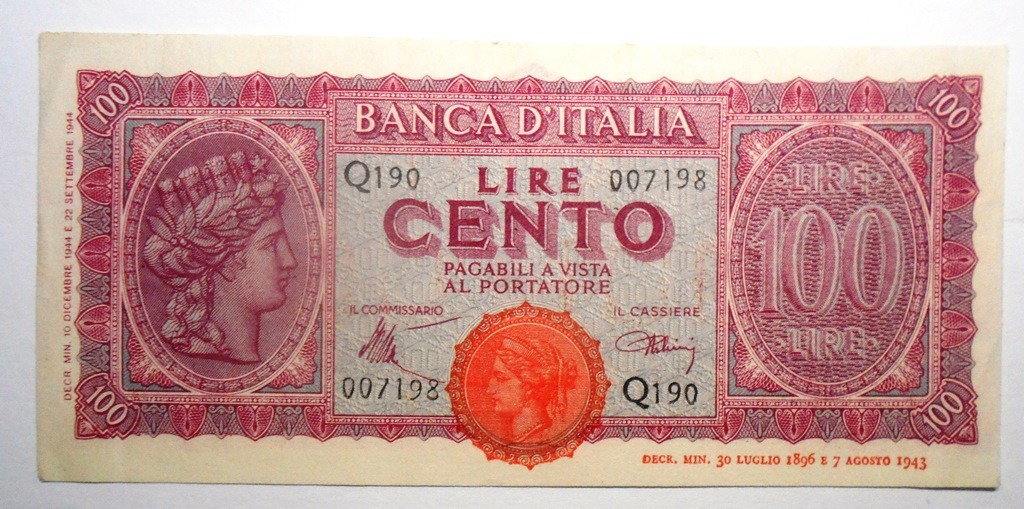 100
100
BANCA D'ITALIA
Q190
LIRE
007198
CENTO
PAGABILI A VISTA
AL PORTATORE
IL COMMISSARIO
IL CASSIERE
007198
Q190
LIRE
100
LIRE
100
100
DECR. MIN. 10 DICEMBRE 1944 E 22 SETTEMBRE 1944
DECR. MIN. 30 LUGLIO 1896 E 7 AGOSTO 1943